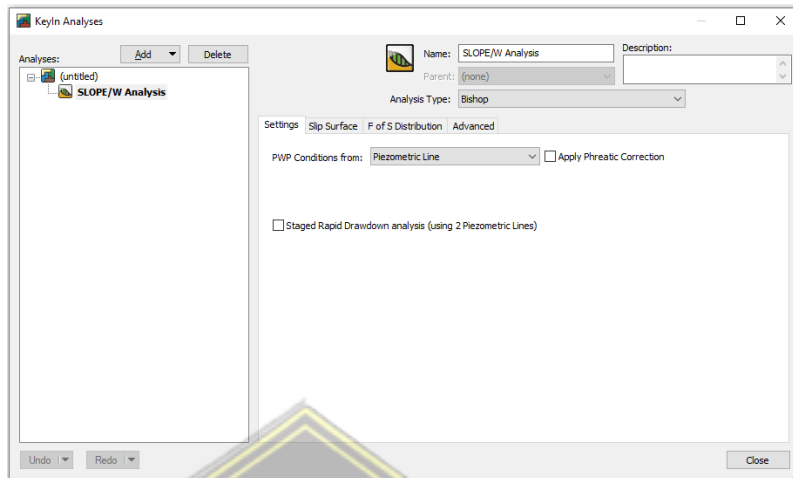 KeyIn Analyses
Analyses:
Add
Delete
(untitled)
SLOPE/W Analysis
Name: SLOPE/W Analysis
Description:
Parent: (none)
Analysis Type: Bishop
Settings Slip Surface F of S Distribution Advanced
PWP Conditions from: Piezometric Line
Apply Phreatic Correction
Staged Rapid Drawdown analysis (using 2 Piezometric Lines)
Undo
Redo
Close